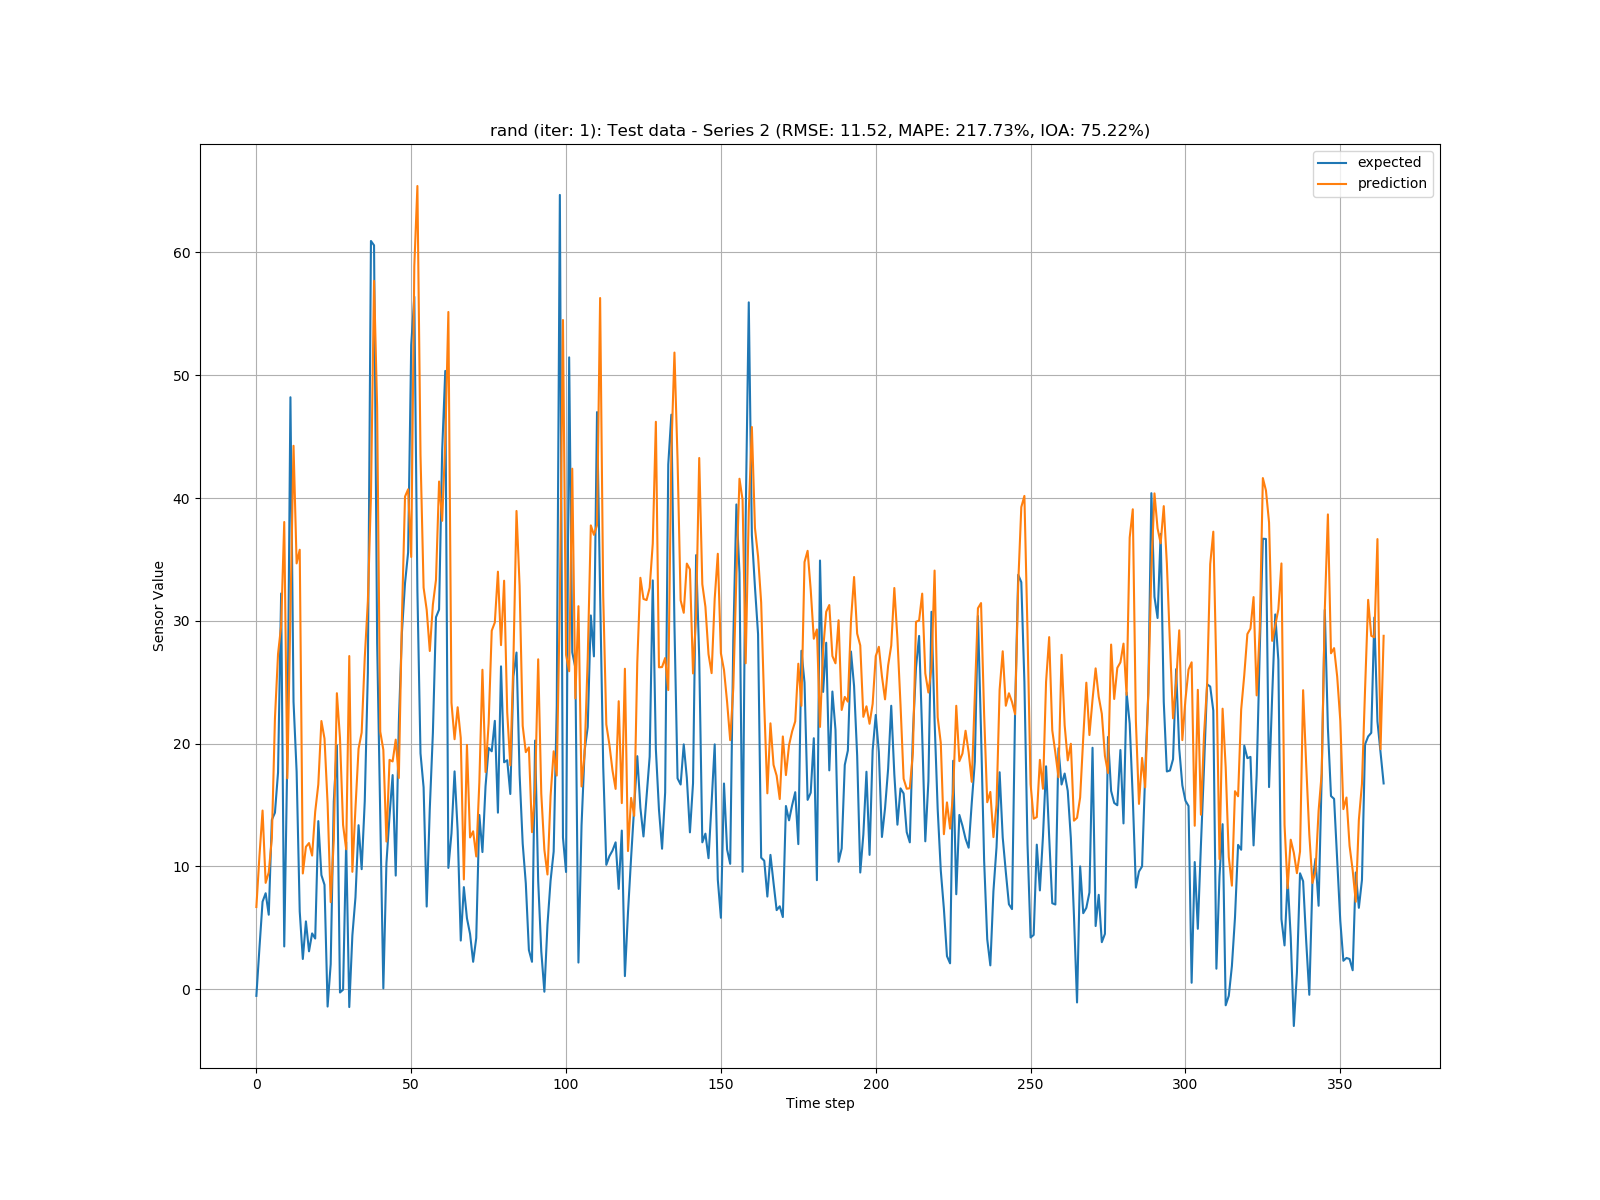 rand (iter: 1): Test data - Series 2 (RMSE: 11.52, MAPE: 217.73%, IOA: 75.22%)
expected
prediction
60
50
40
30
20
10
0
Sensor Value
0 50 100 150 200 250 300 350
Time step